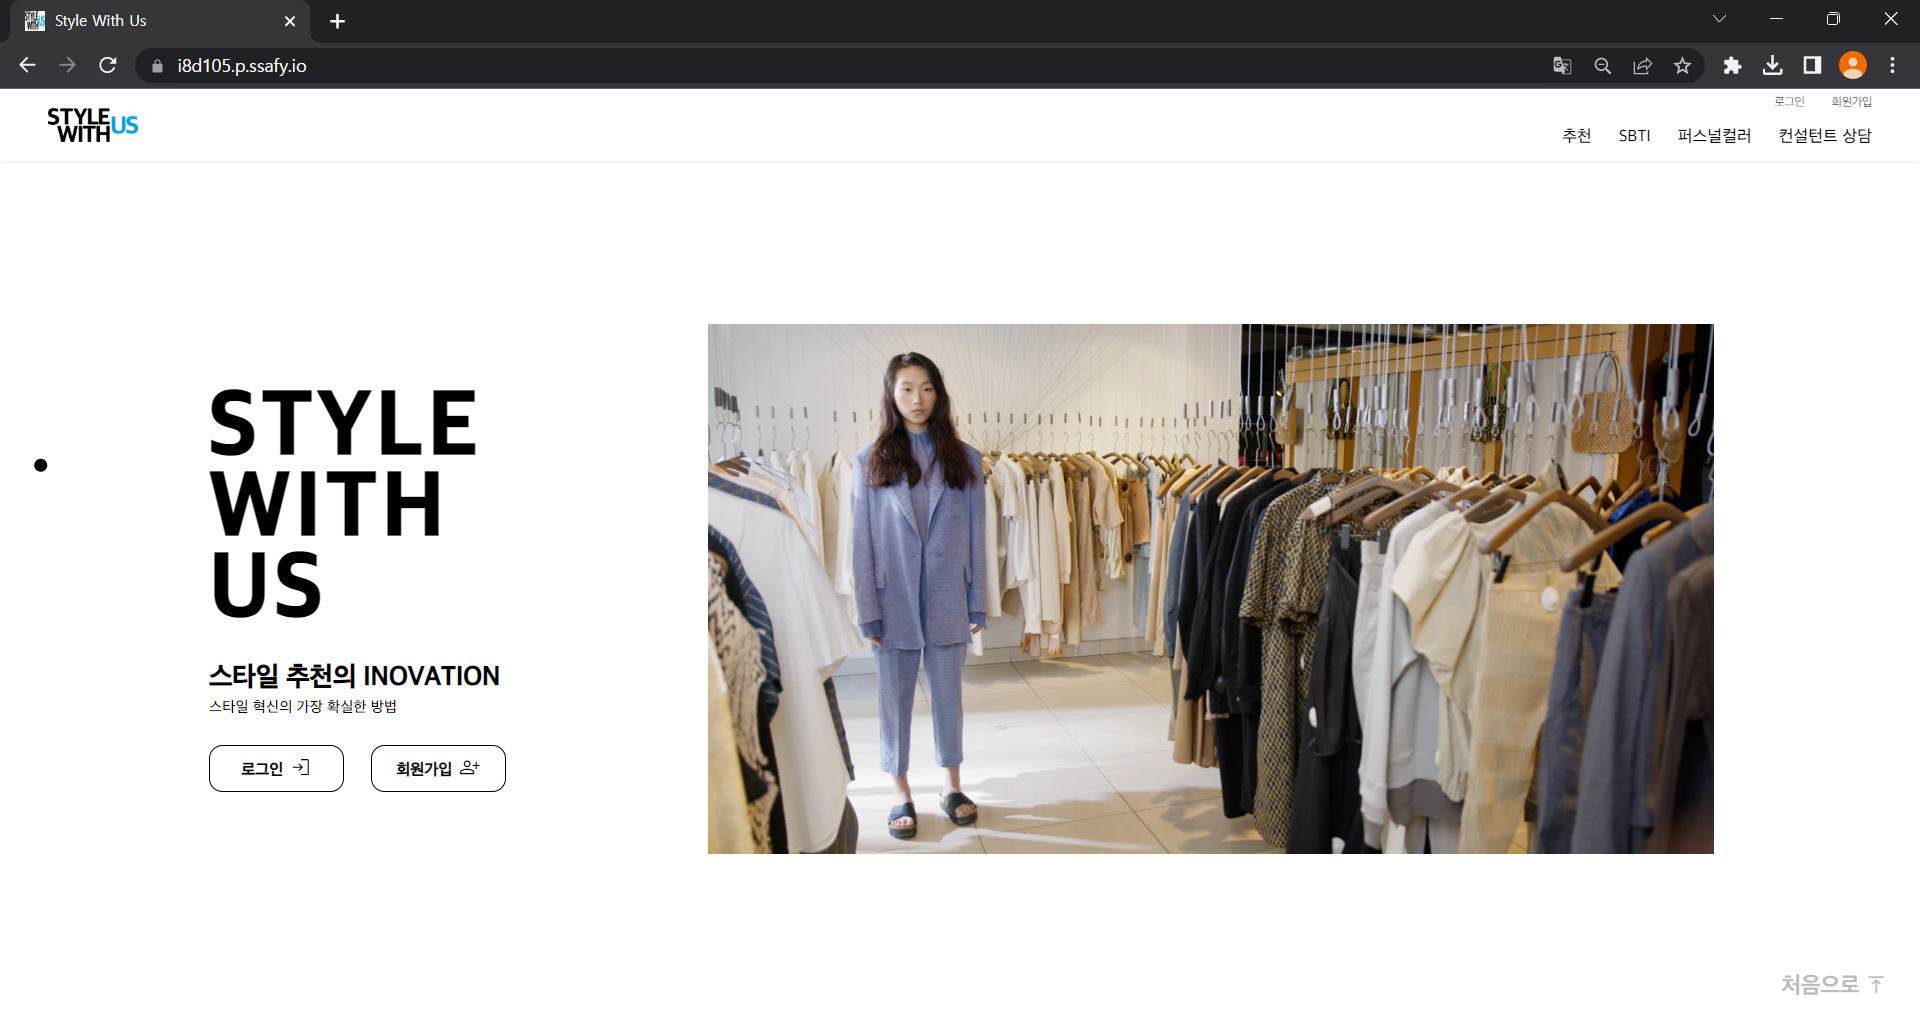 Style With Us
i8d105.p.ssafy.io
로그인 회원가입
STYLE
WITH US
추천 SBTI 퍼스널컬러 컨설턴트 상담
STYLE
WITH
US
스타일 추천의 INOVATION
스타일 혁신의 가장 확실한 방법
로그인 회원가입
처음으로